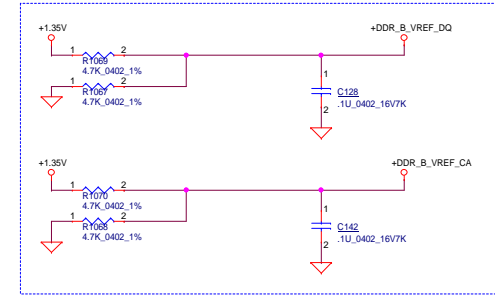 +1.35V
+DDR_B_VREF_DQ
1 2
R1069
4.7K_0402_1%
1 2
R1067
4.7K_0402_1%
1
C128
.1U_0402_16V7K
2
+1.35V
+DDR_B_VREF_CA
1 2
R1070
4.7K_0402_1%
1 2
R1068
4.7K_0402_1%
1
C142
.1U_0402_16V7K
2